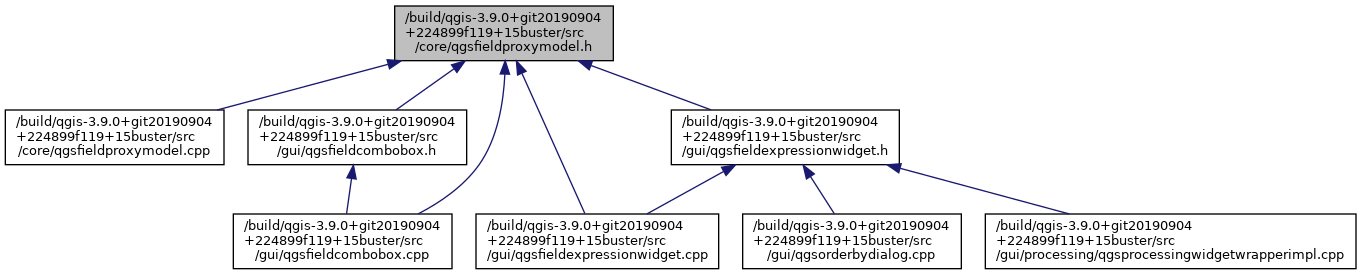 /build/qgis-3.9.0+git20190904
+224899f119+15buster/src
/core/qgsfieldproxymodel.h
/build/qgis-3.9.0+git20190904
+224899f119+15buster/src
/core/qgsfieldproxymodel.cpp
/build/qgis-3.9.0+git20190904
+224899f119+15buster/src
/gui/qgsfieldcombobox.h
/build/qgis-3.9.0+git20190904
+224899f119+15buster/src
/gui/qgsfieldexpressionwidget.h
/build/qgis-3.9.0+git20190904
+224899f119+15buster/src
/gui/qgsfieldcombobox.cpp
/build/qgis-3.9.0+git20190904
+224899f119+15buster/src
/gui/qgsfieldexpressionwidget.cpp
/build/qgis-3.9.0+git20190904
+224899f119+15buster/src
/gui/qgsorderbydialog.cpp
/build/qgis-3.9.0+git20190904
+224899f119+15buster/src
/gui/processing/qgsprocessingwidgetwrapperimpl.cpp